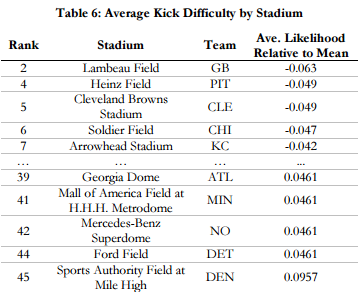 Table 6: Average Kick Difficulty by Stadium
Rank Stadium Team Ave. Likelihood Relative to Mean
2 Lambeau Field GB -0.063
4 Heinz Field PIT -0.049
5 Cleveland Browns Stadium CLE -0.049
6 Soldier Field CHI -0.047
7 Arrowhead Stadium KC -0.042
... ... ... ...
39 Georgia Dome ATL 0.0461
41 Mall of America Field at H.H.H. Metrodome MIN 0.0461
42 Mercedes-Benz Superdome NO 0.0461
44 Ford Field DET 0.0461
45 Sports Authority Field at Mile High DEN 0.0957